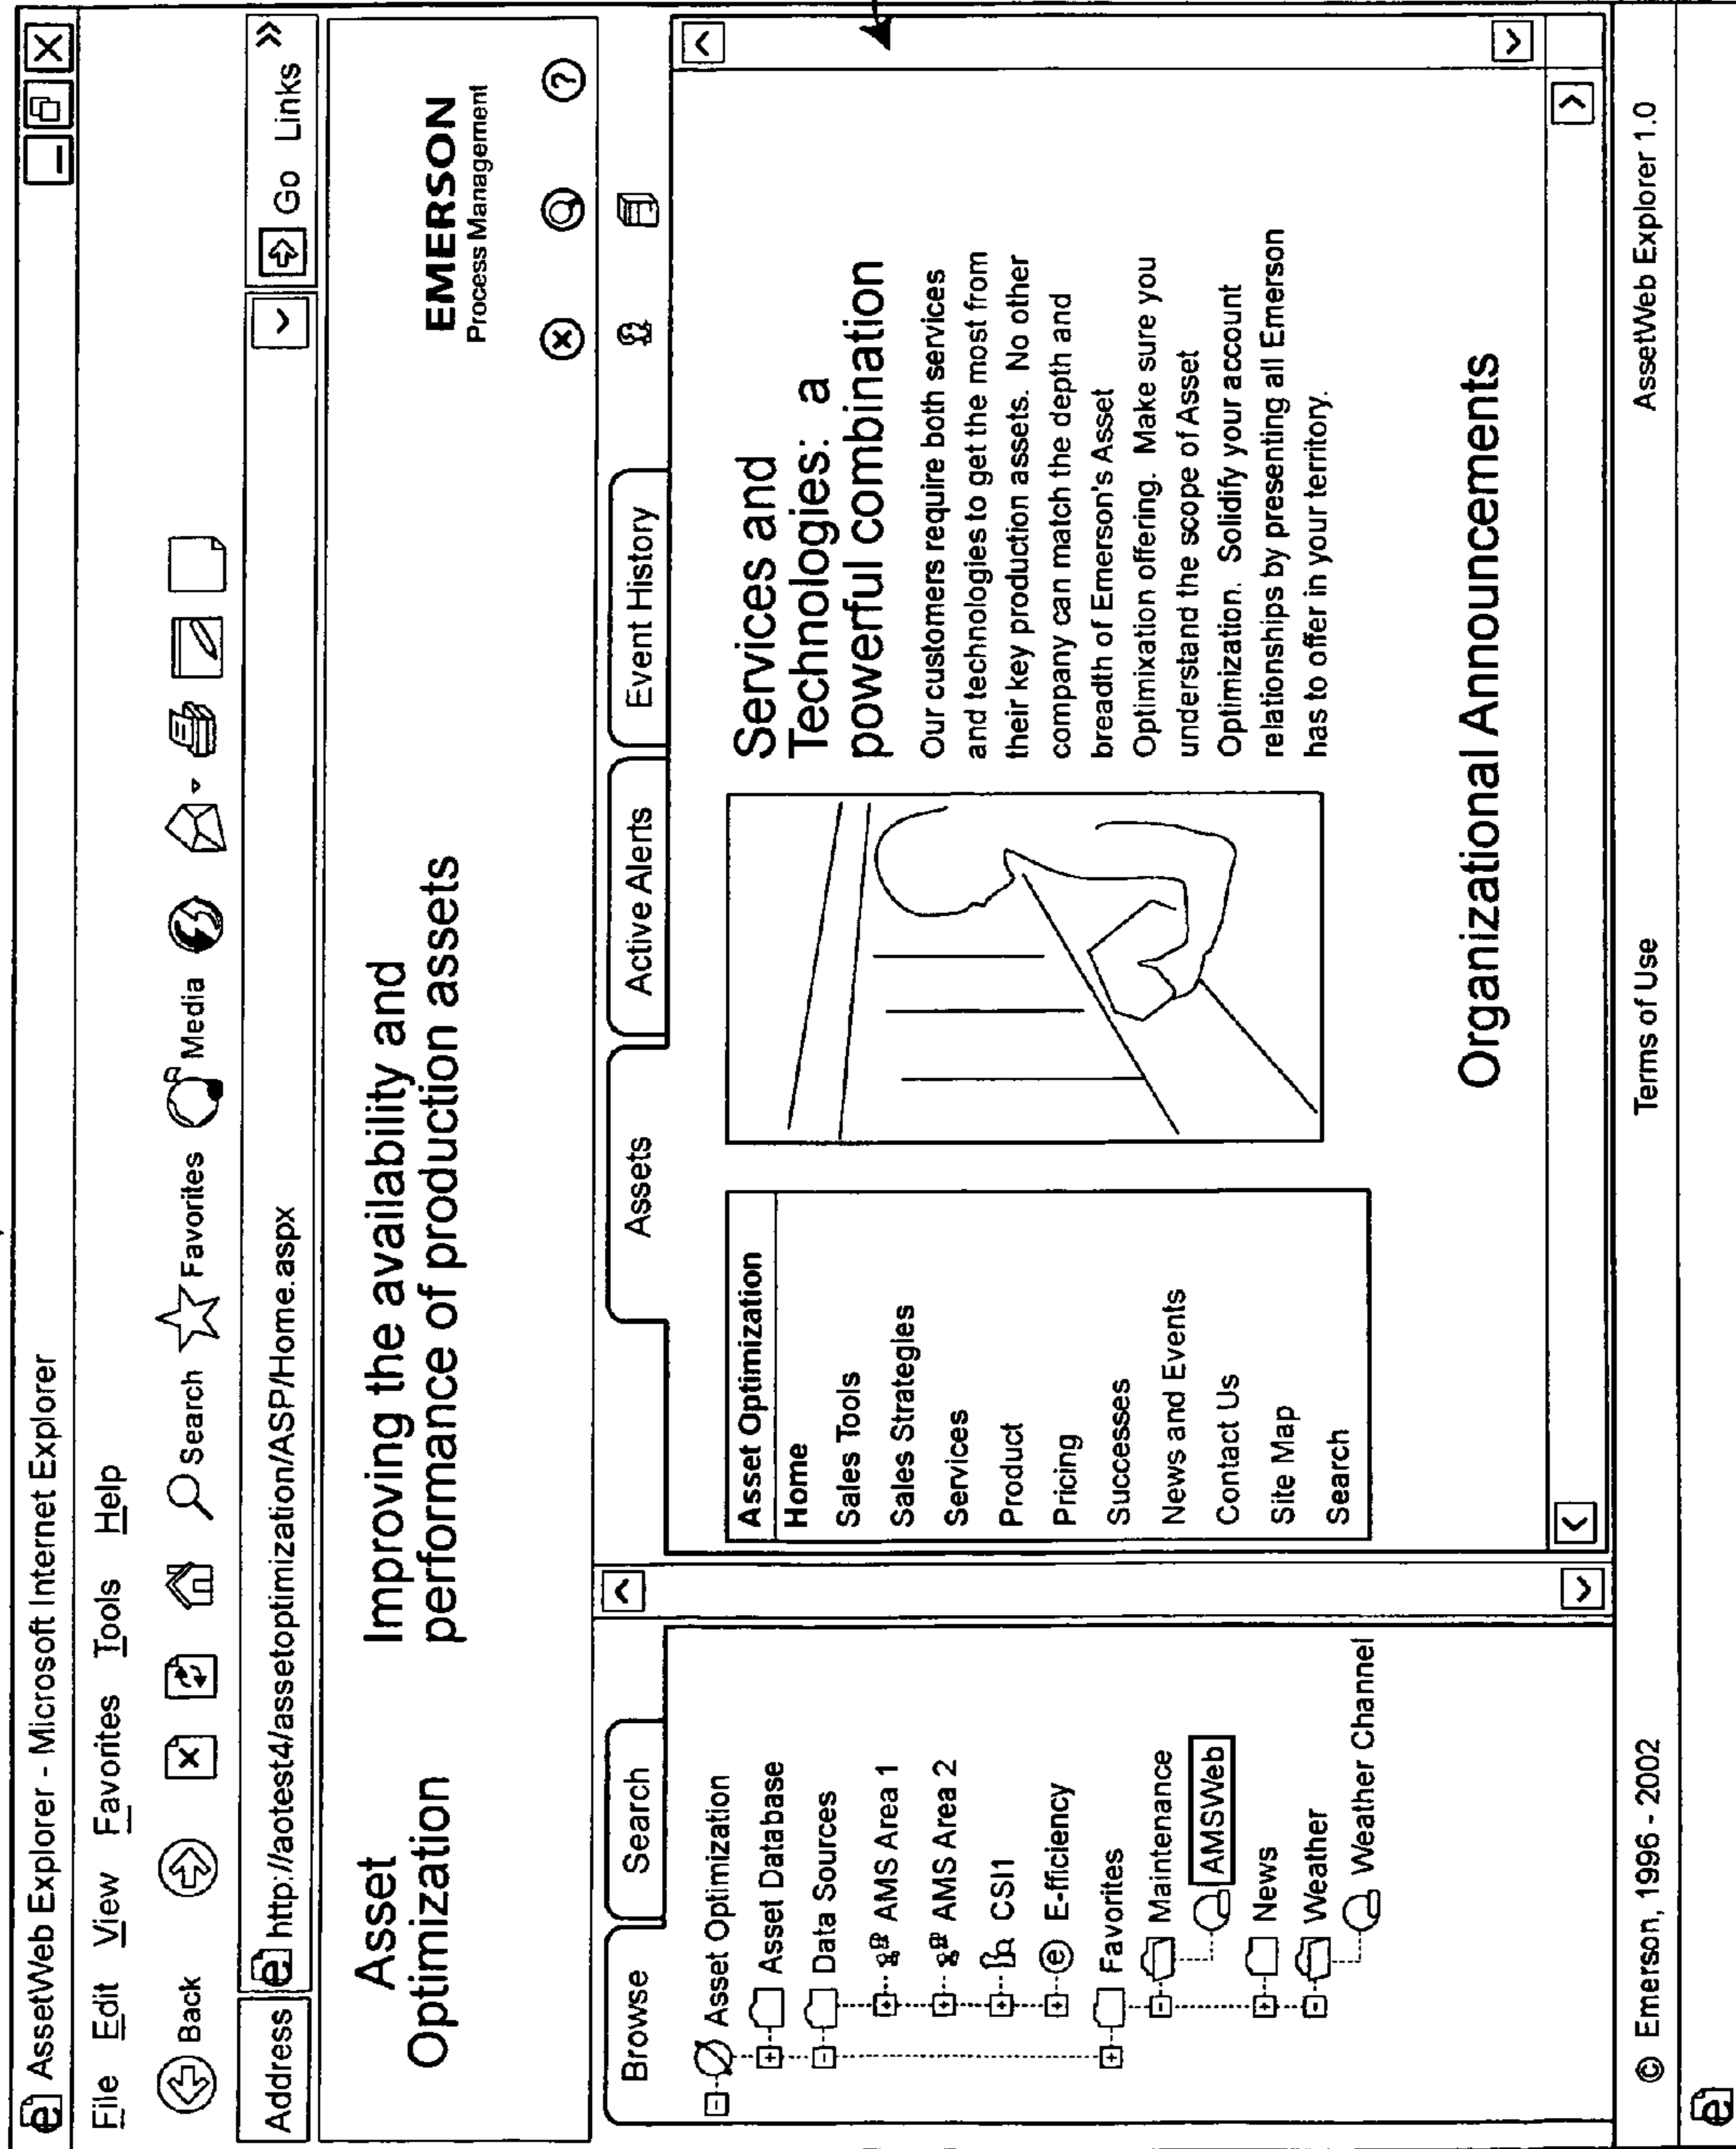 AssetWeb Explorer - Microsoft Internet Explorer
File Edit View Favorites Tools Help
Back Search Favorites Media
Address http://aotest4/assetoptimization/ASP/Home.aspx Go Links »
Asset
Optimization
Improving the availability and
performance of production assets
EMERSON
Process Management
Browse Search
Asset Optimization
Asset Database
Data Sources
AMS Area 1
AMS Area 2
CSI1
E-fficiency
Favorites
Maintenance
AMSWeb
News
Weather
Weather Channel
Assets Active Alerts Event History
Asset Optimization
Home
Sales Tools
Sales Strategies
Services
Product
Pricing
Successes
News and Events
Contact Us
Site Map
Search
Services and
Technologies: a
powerful combination
Our customers require both services
and technologies to get the most from
their key production assets. No other
company can match the depth and
breadth of Emerson's Asset
Optimixation offering. Make sure you
understand the scope of Asset
Optimization. Solidify your account
relationships by presenting all Emerson
has to offer in your territory.
Organizational Announcements
© Emerson, 1996 - 2002 Terms of Use AssetWeb Explorer 1.0